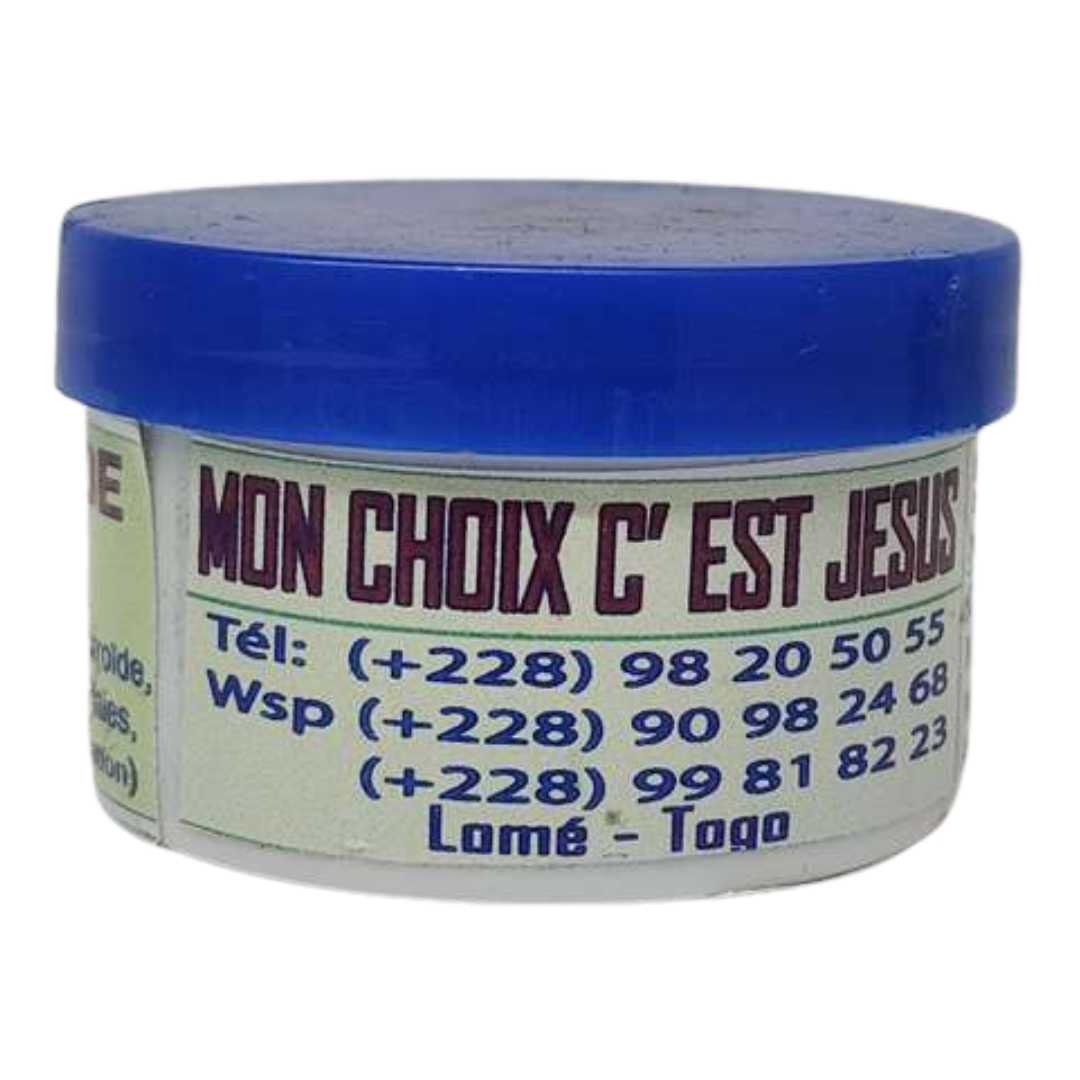 MON CHOIX C' EST JESUS
Tél: (+228) 98 20 50 55
Wsp (+228) 90 98 24 68
(+228) 99 81 82 23
Lomé - Togo